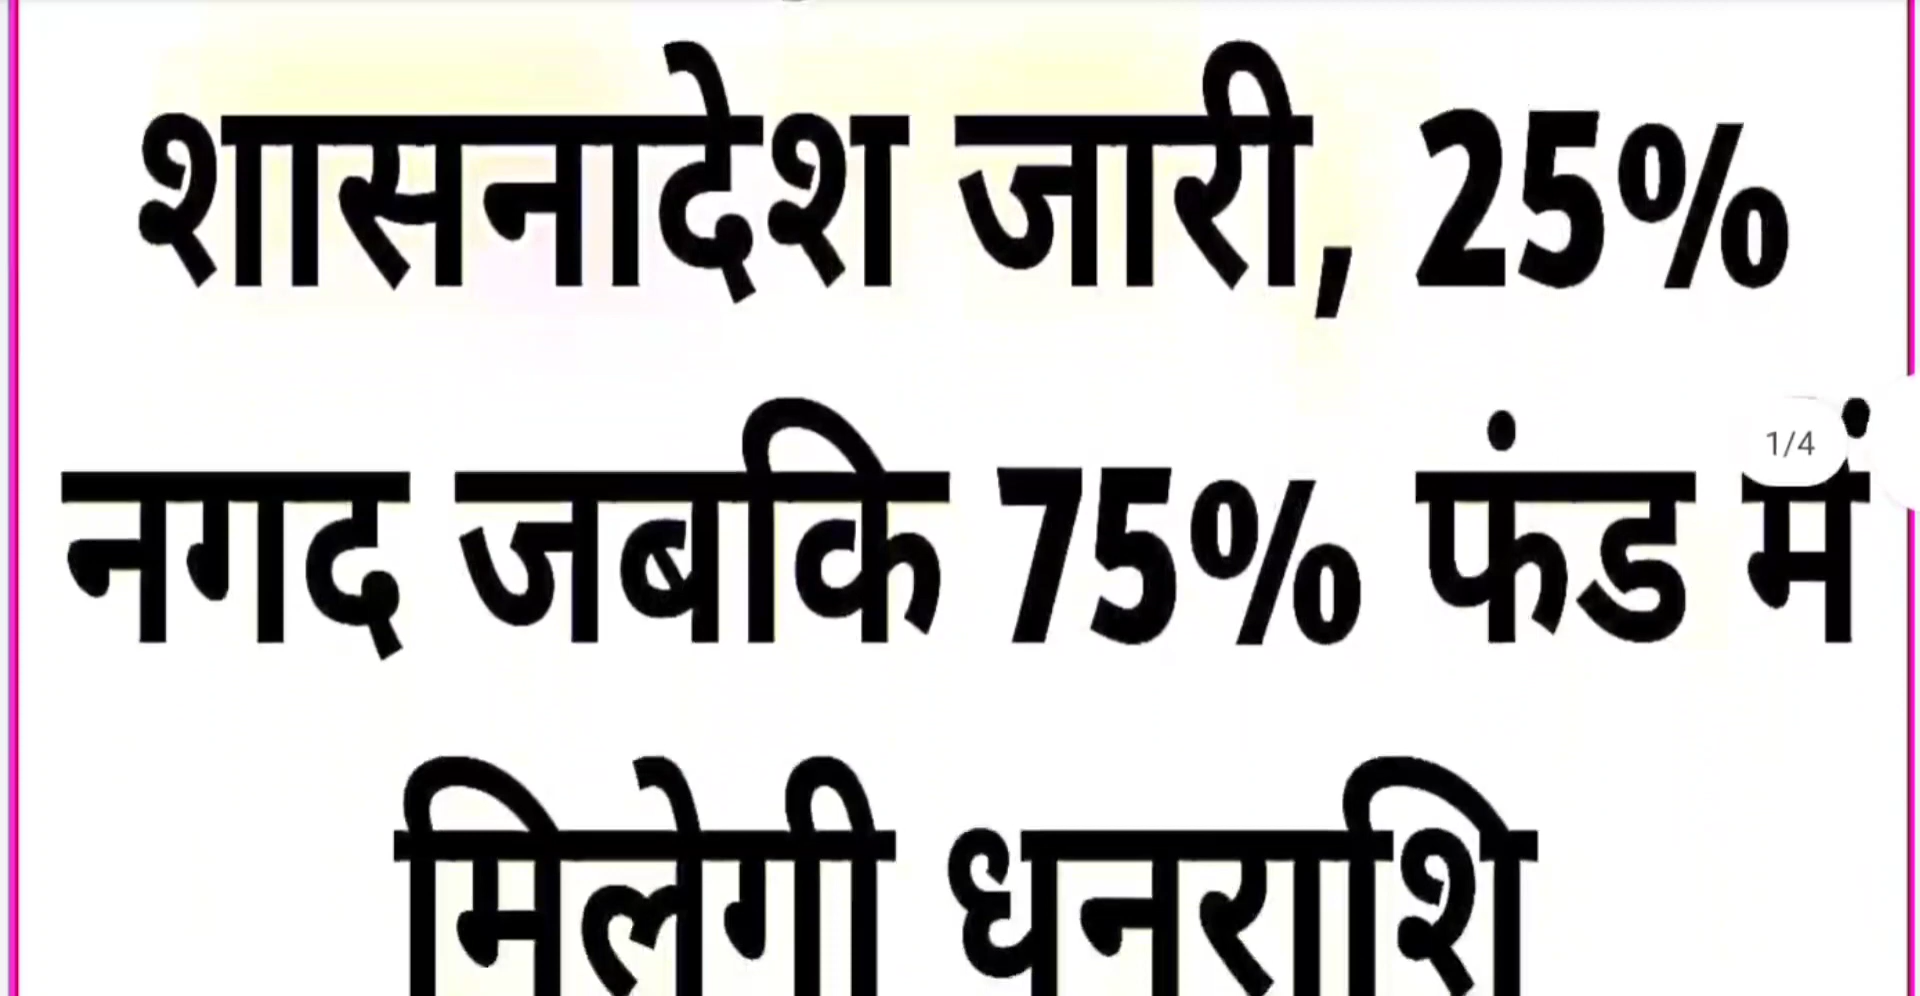 शासनादेश जारी, 25%
नगद जबकि 75% फंड में
1/4
मिलेगी धनराशि